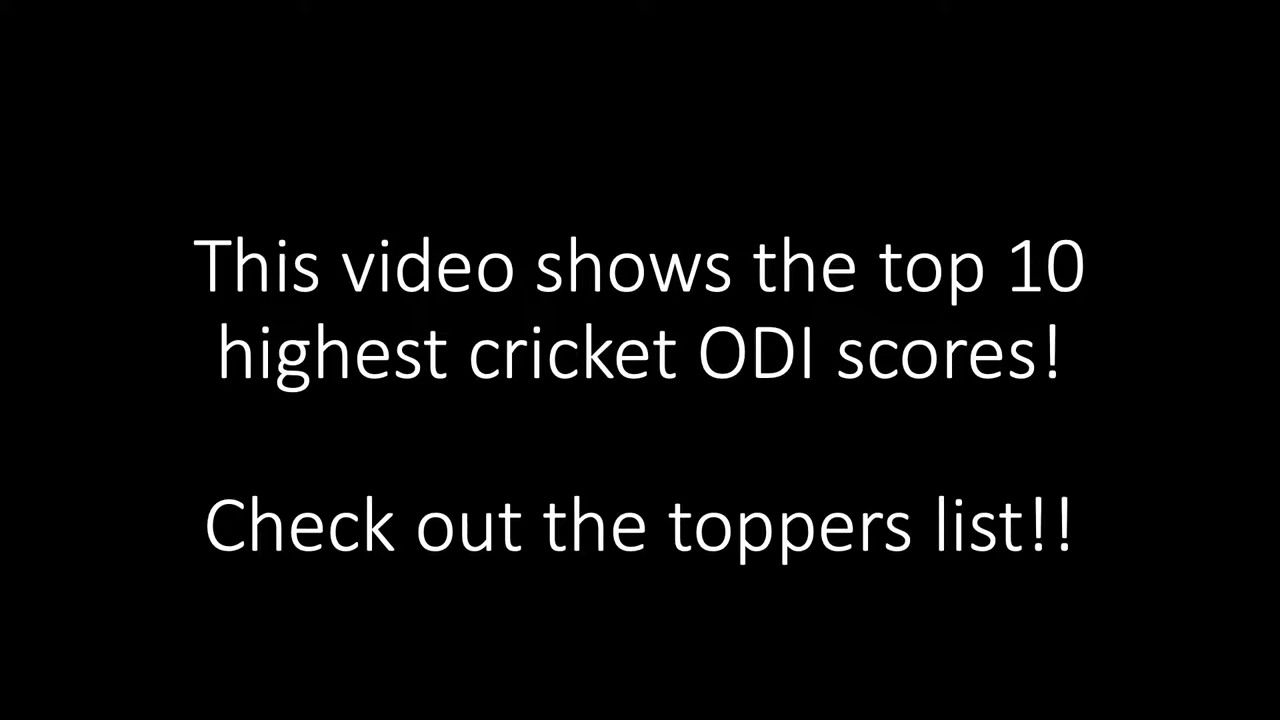 This video shows the top 10
highest cricket ODI scores!
Check out the toppers list!!